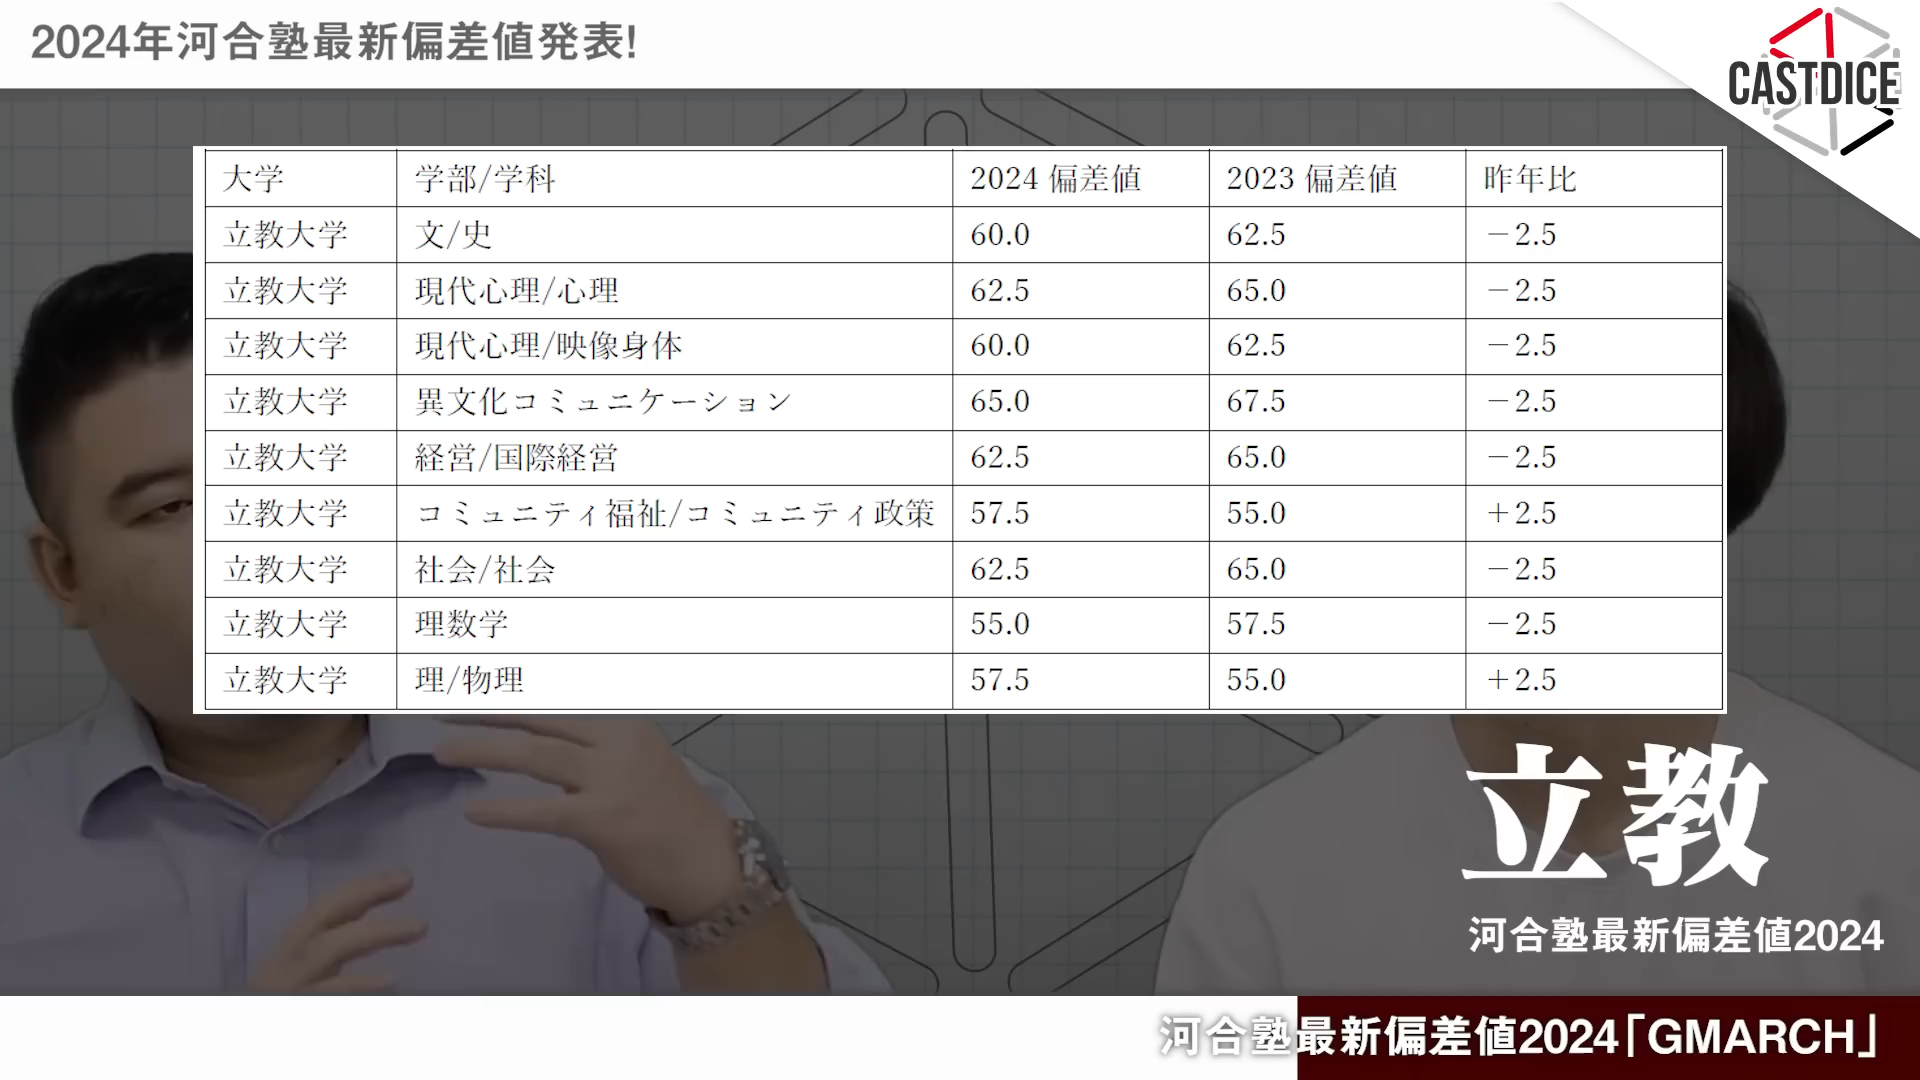 2024年河合塾最新偏差値発表!
CASTDICE
大学 学部/学科 2024 偏差値 2023 偏差値 昨年比
立教大学 文/史 60.0 62.5 −2.5
立教大学 現代心理/心理 62.5 65.0 −2.5
立教大学 現代心理/映像身体 60.0 62.5 −2.5
立教大学 異文化コミュニケーション 65.0 67.5 −2.5
立教大学 経営/国際経営 62.5 65.0 −2.5
立教大学 コミュニティ福祉/コミュニティ政策 57.5 55.0 +2.5
立教大学 社会/社会 62.5 65.0 −2.5
立教大学 理数学 55.0 57.5 −2.5
立教大学 理/物理 57.5 55.0 +2.5
立教
河合塾最新偏差値2024
河合塾最新偏差値2024「GMARCH」